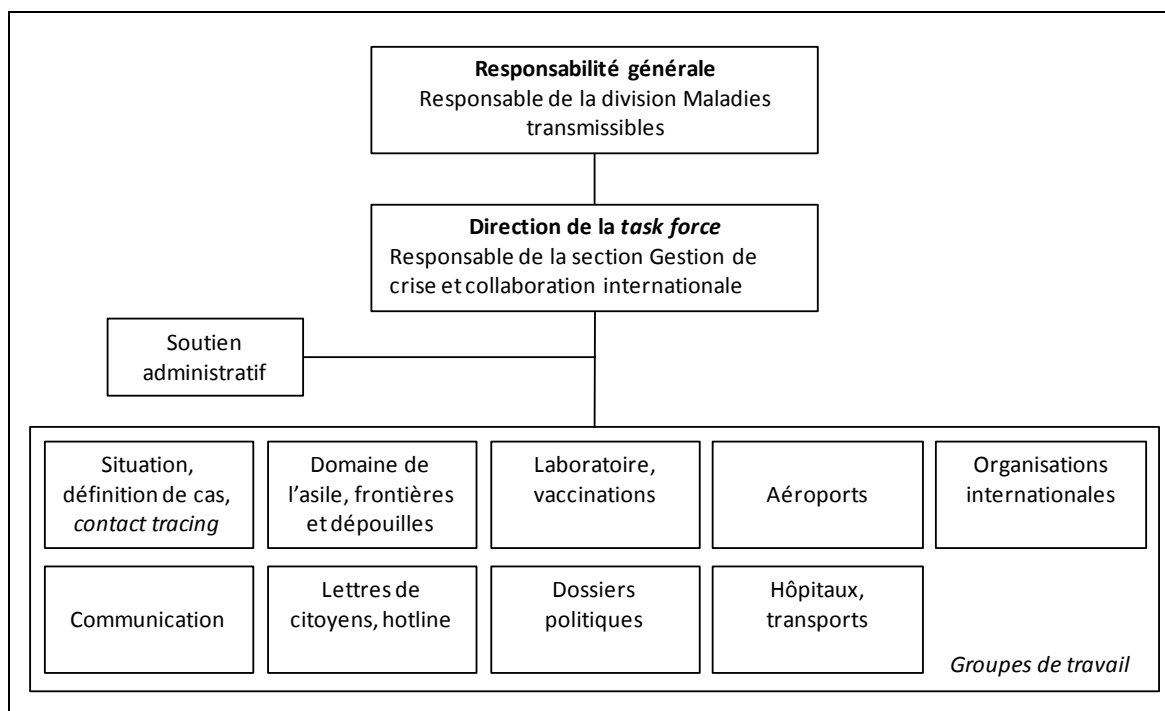 Responsabilité générale
Responsable de la division Maladies
transmissibles
Direction de la task force
Responsable de la section Gestion de
crise et collaboration internationale
Soutien
administratif
Situation,
définition de cas,
contact tracing
Domaine de
l'asile, frontières
et dépouilles
Laboratoire,
vaccinations
Aéroports
Organisations
internationales
Communication
Lettres de
citoyens, hotline
Dossiers
politiques
Hôpitaux,
transports
Groupes de travail